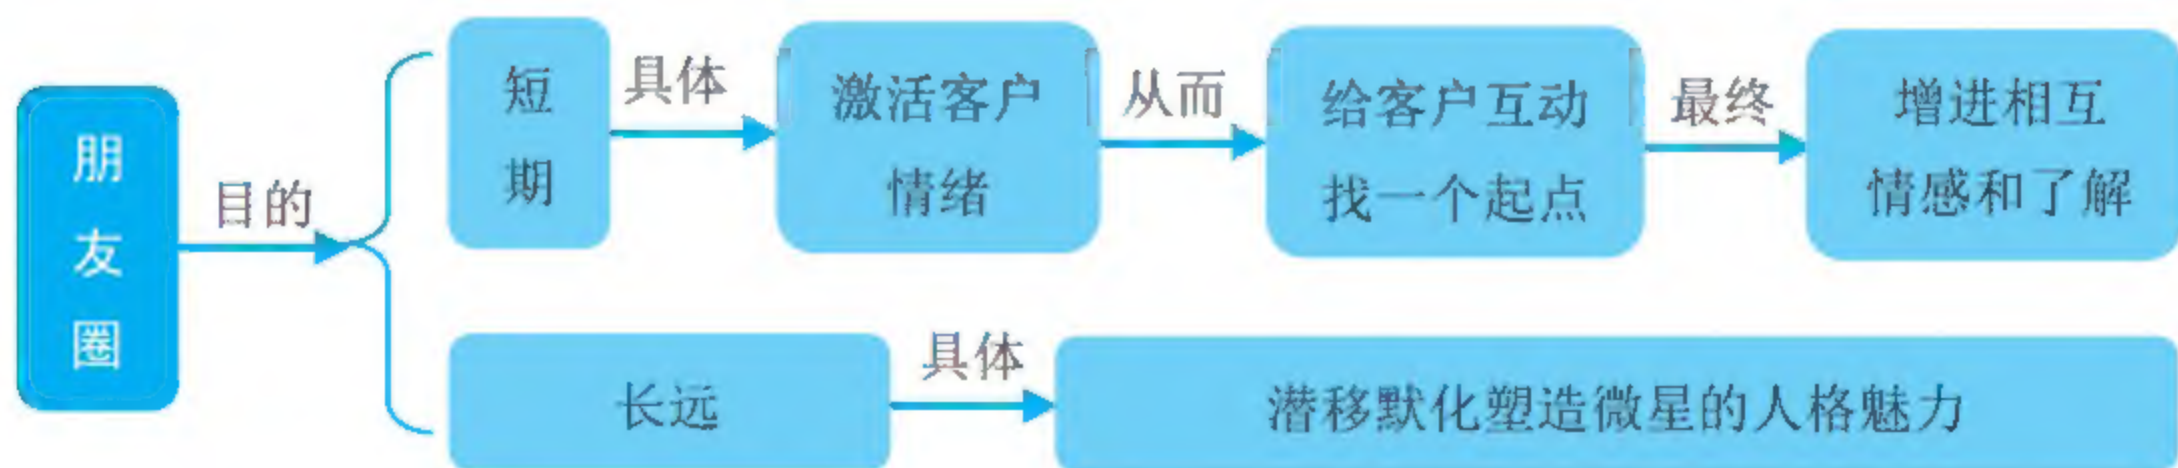 朋友圈
目的
短期
具体
激活客户
情绪
从而
给客户互动
找一个起点
最终
增进相互
情感和了解
长远
具体
潜移默化塑造微星的人格魅力